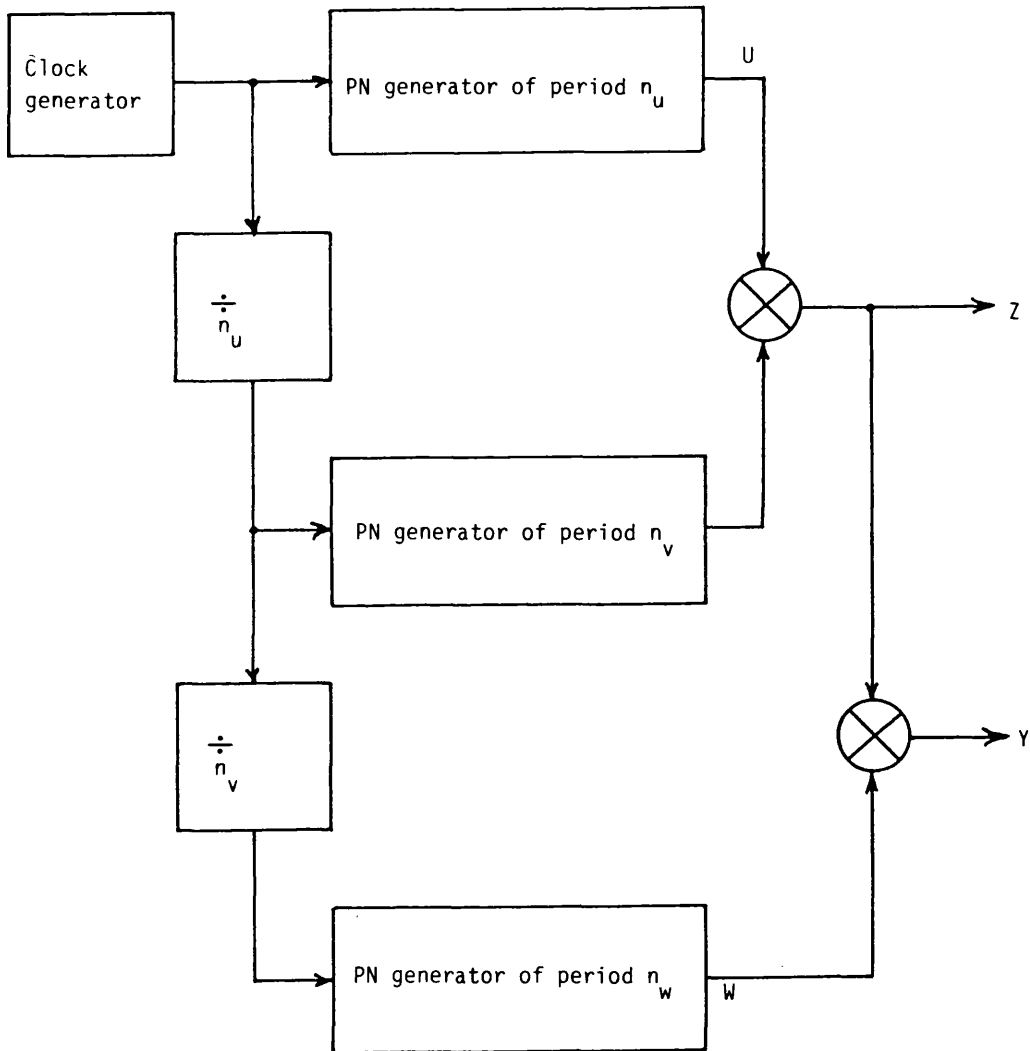 Clock
generator
PN generator of period n_u
U
÷
n_u
Z
PN generator of period n_v
÷
n_v
Y
PN generator of period n_w
W